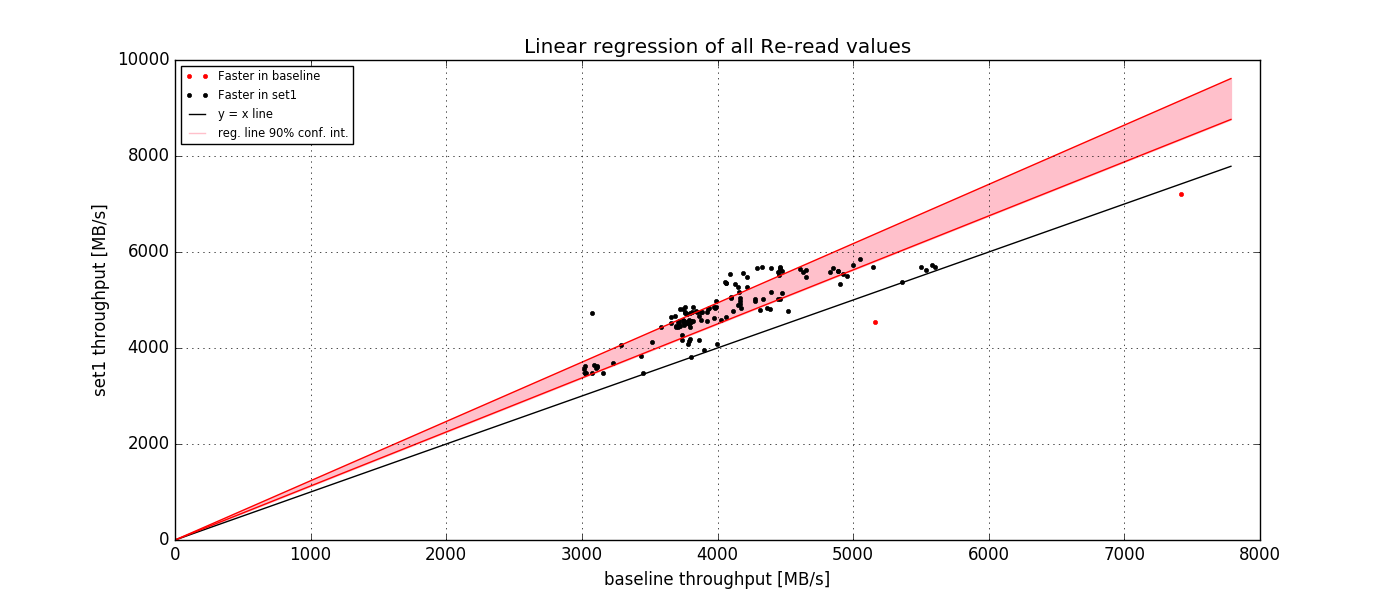 Linear regression of all Re-read values
10000
8000
6000
4000
2000
0
set1 throughput [MB/s]
Faster in baseline
Faster in set1
y = x line
reg. line 90% conf. int.
0 1000 2000 3000 4000 5000 6000 7000 8000
baseline throughput [MB/s]